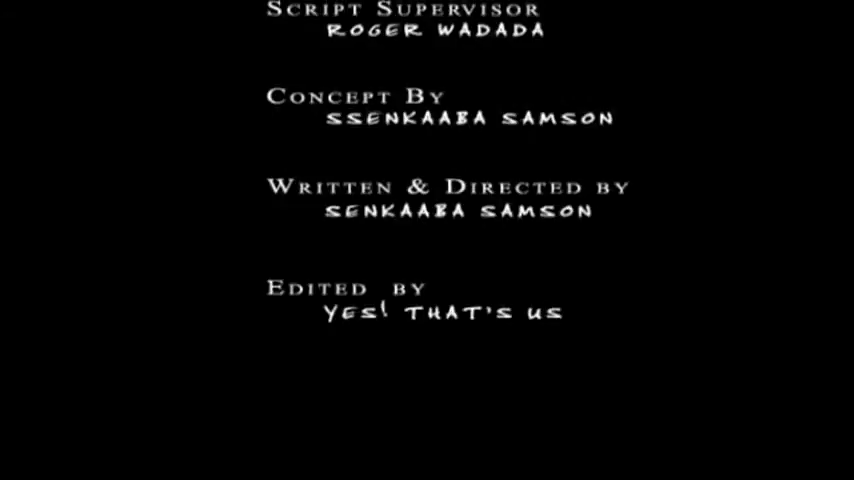 SCRIPT SUPERVISOR
ROGER WADADA
CONCEPT BY
SSENKAABA SAMSON
WRITTEN & DIRECTED BY
SENKAABA SAMSON
EDITED BY
YES! THAT'S US